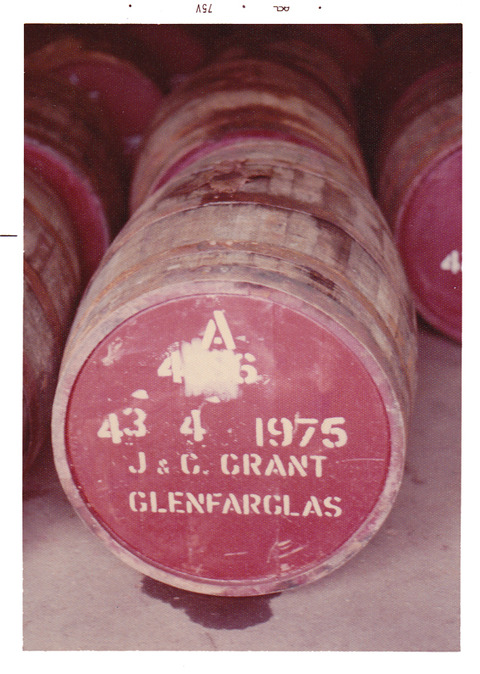 A
43 4 1975
J & G. GRANT
GLENFARCLAS